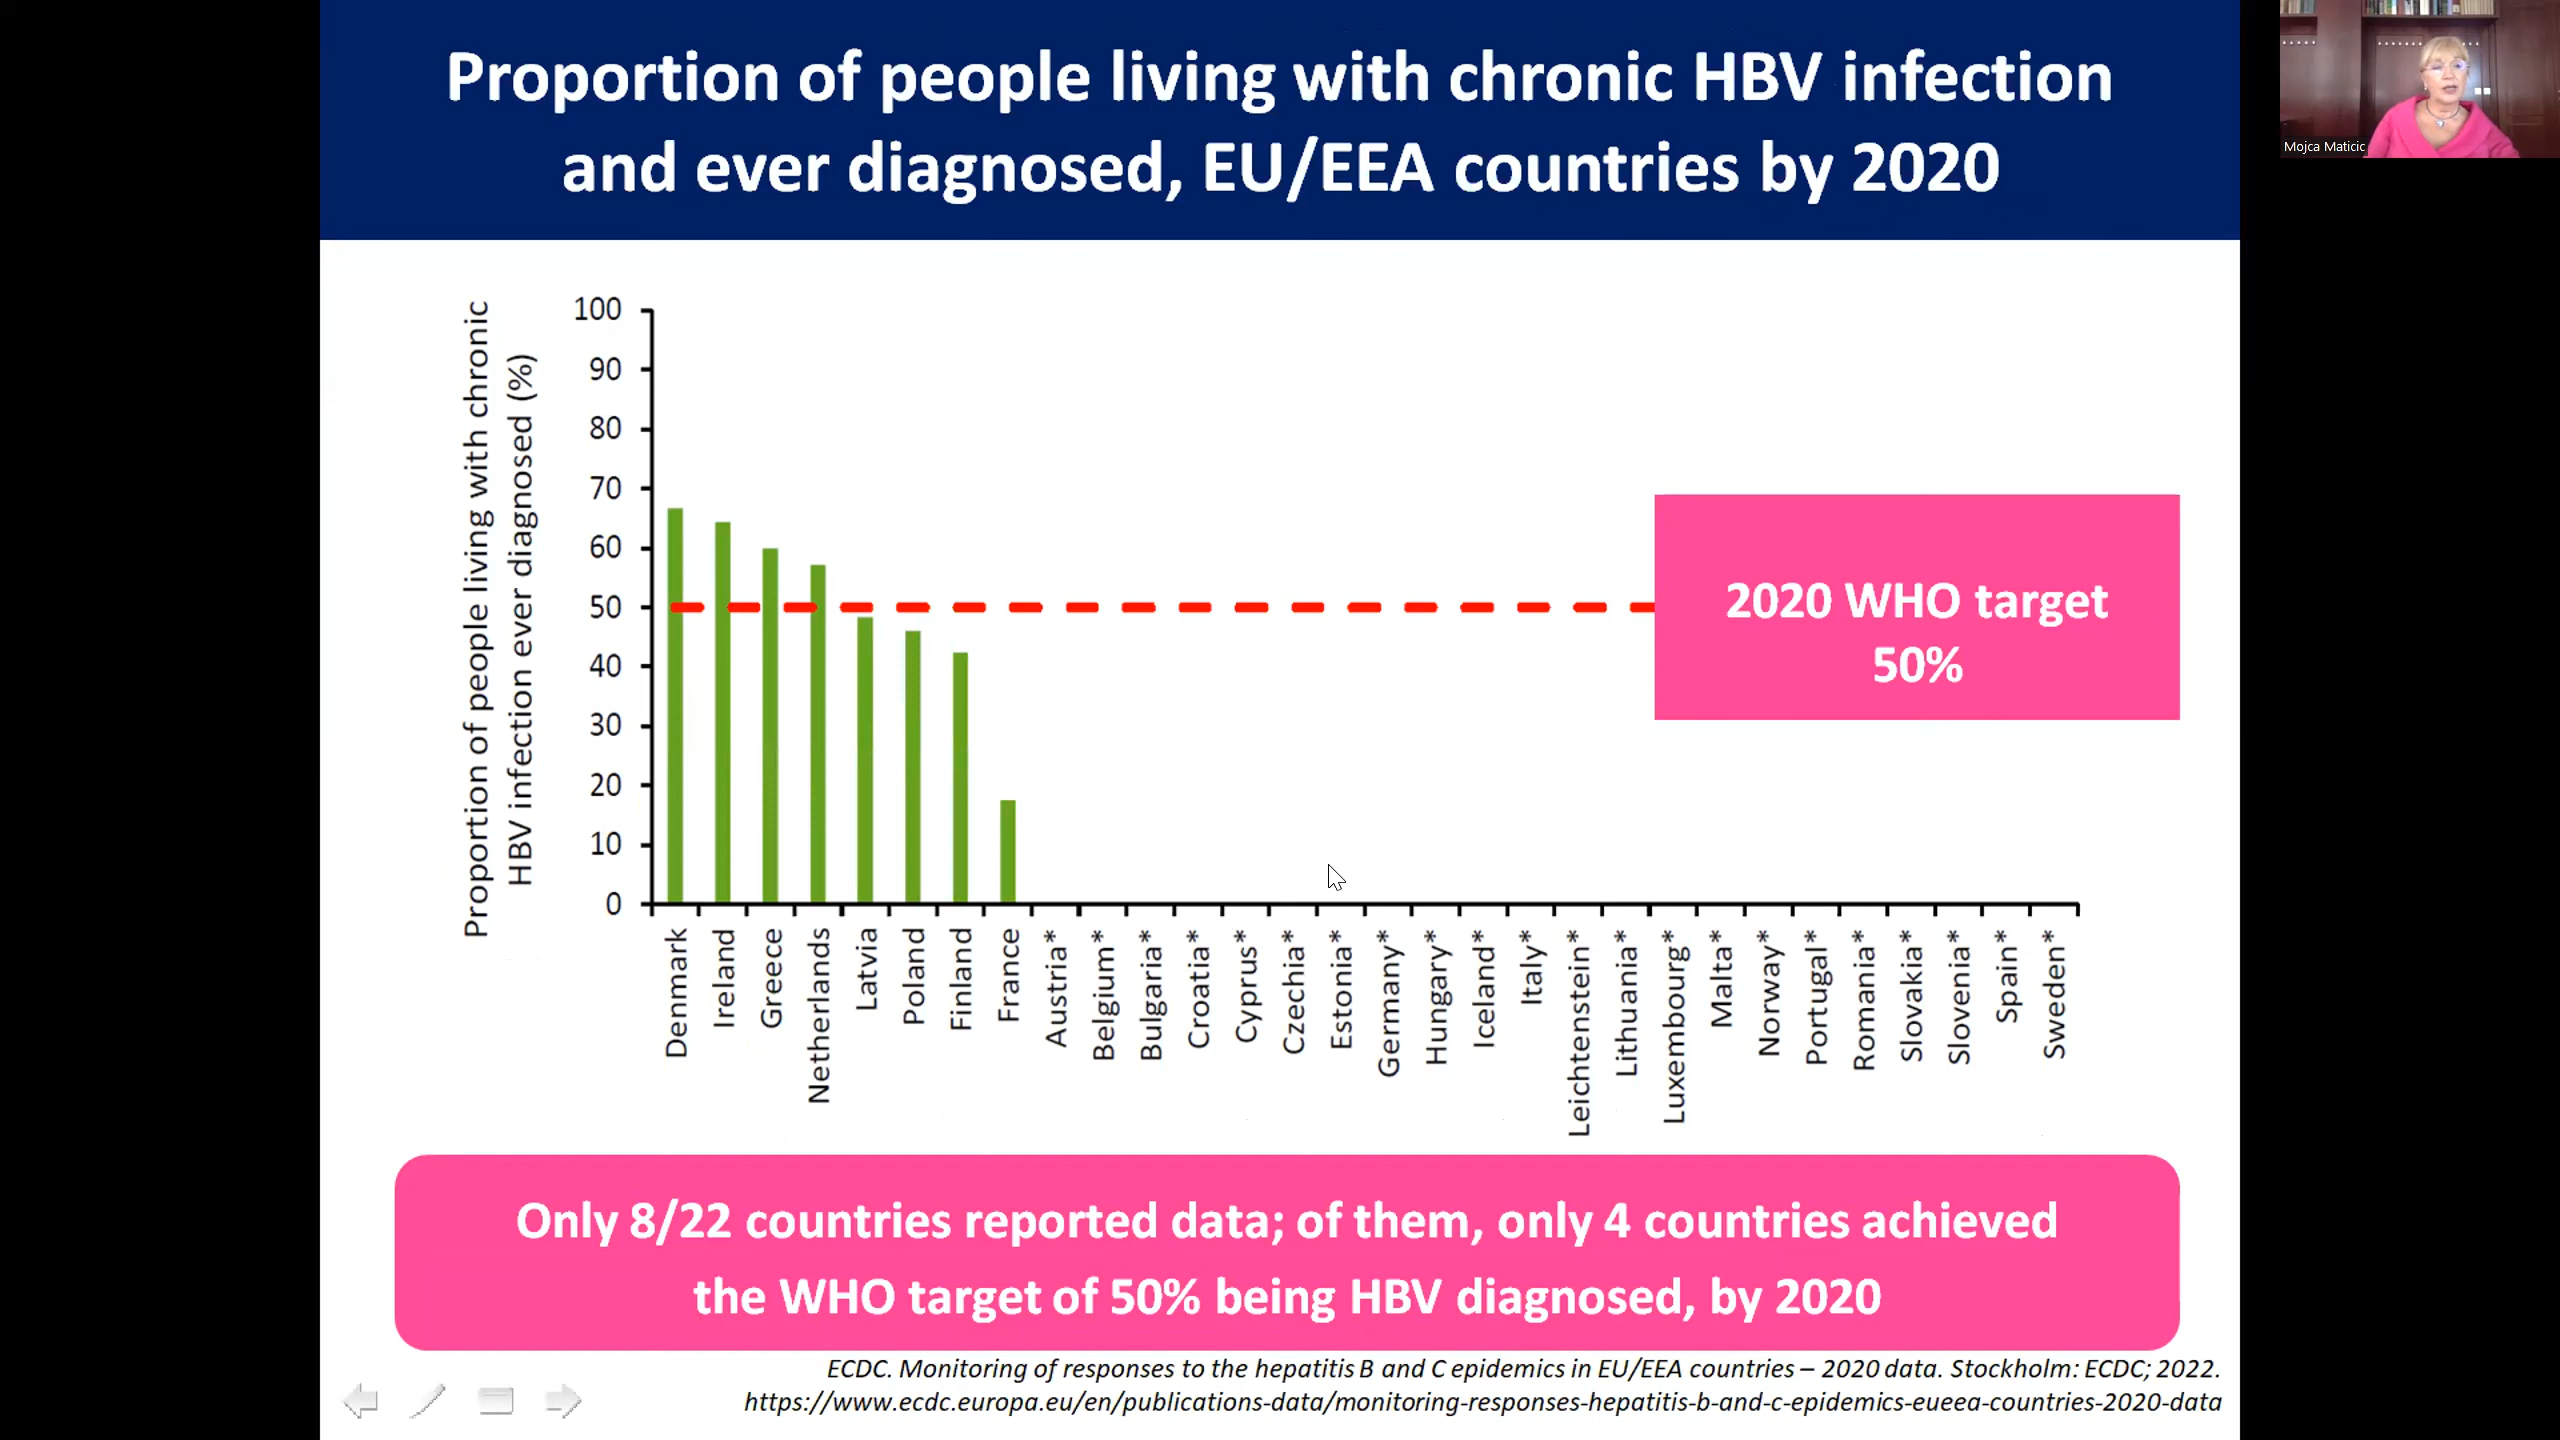 Proportion of people living with chronic HBV infection
and ever diagnosed, EU/EEA countries by 2020
Mojca Maticic
Proportion of people living with chronic
HBV infection ever diagnosed (%)
100
90
80
70
60
50
40
30
20
10
0
2020 WHO target
50%
Denmark
Ireland
Greece
Netherlands
Latvia
Poland
Finland
France
Austria*
Belgium*
Bulgaria*
Croatia*
Cyprus*
Czechia*
Estonia*
Germany*
Hungary*
Iceland*
Italy*
Leichtenstein*
Lithuania*
Luxembourg*
Malta*
Norway*
Portugal*
Romania*
Slovakia*
Slovenia*
Spain*
Sweden*
Only 8/22 countries reported data; of them, only 4 countries achieved
the WHO target of 50% being HBV diagnosed, by 2020
ECDC. Monitoring of responses to the hepatitis B and C epidemics in EU/EEA countries – 2020 data. Stockholm: ECDC; 2022.
https://www.ecdc.europa.eu/en/publications-data/monitoring-responses-hepatitis-b-and-c-epidemics-eueea-countries-2020-data